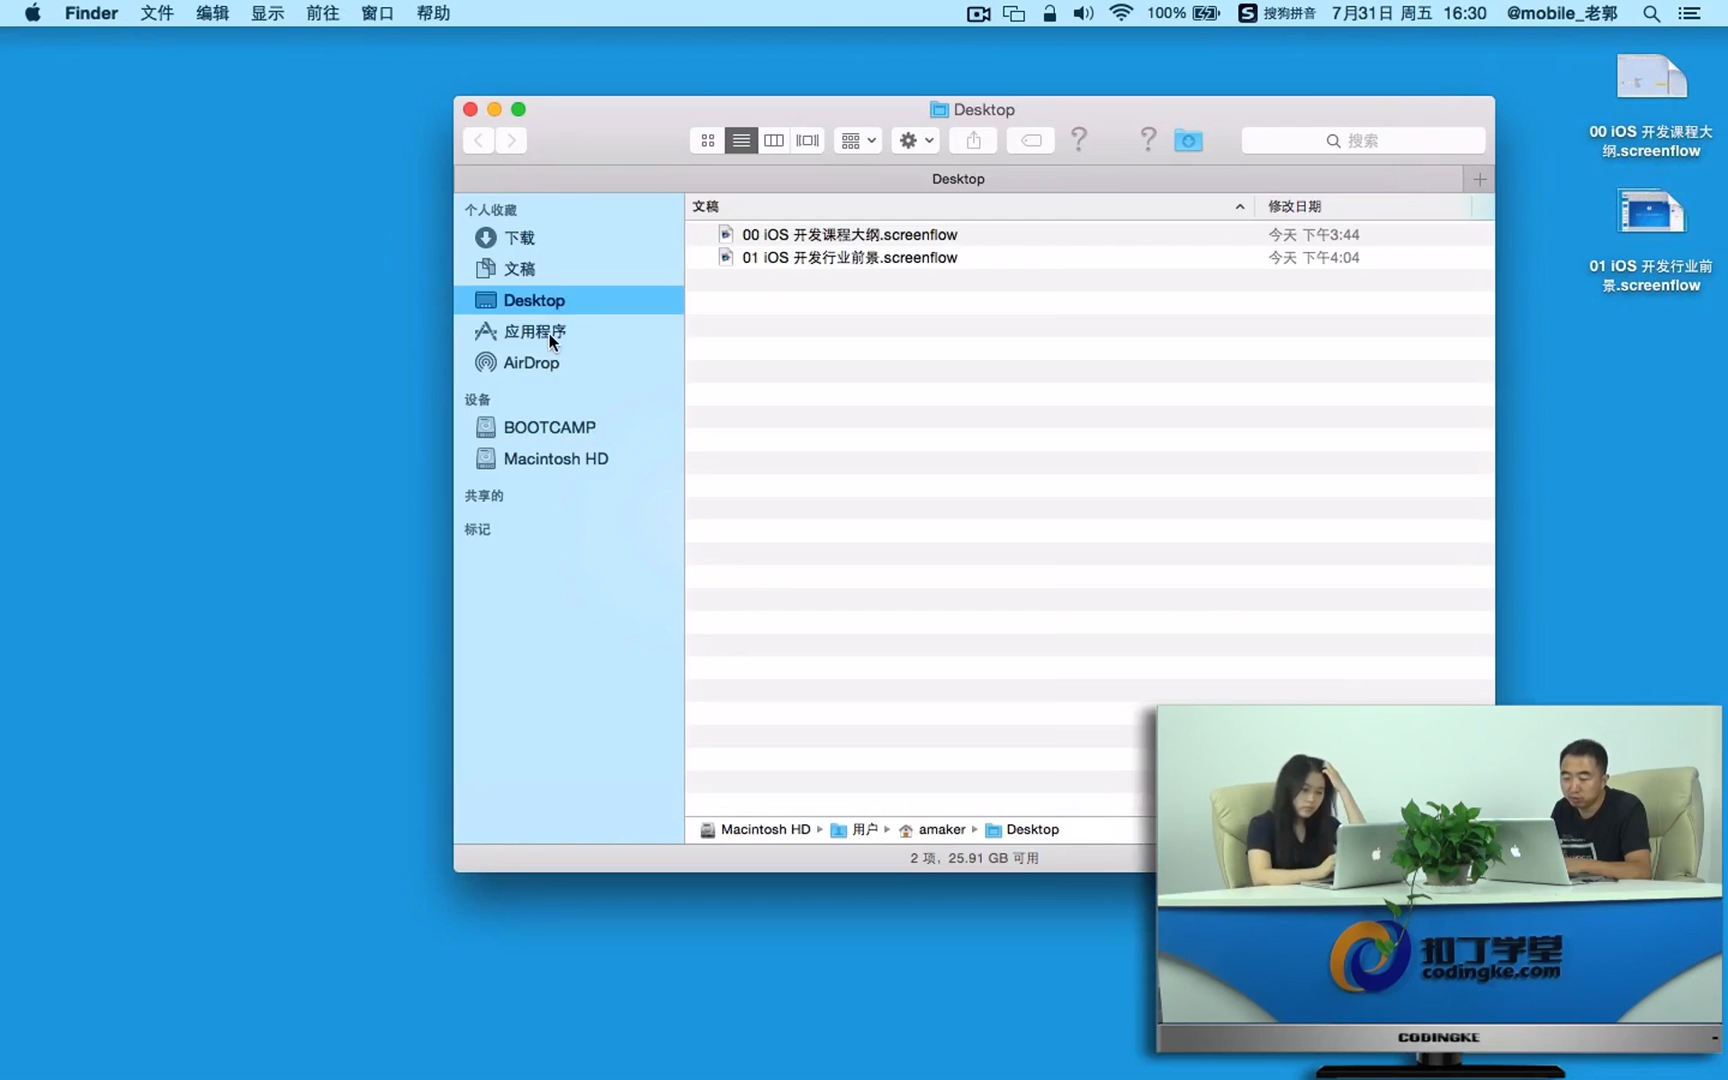 Finder 文件 编辑 显示 前往 窗口 帮助 100% S 搜狗拼音 7月31日 周五 16:30 @mobile_老郭
00 iOS 开发课程大
纲.screenflow
01 iOS 开发行业前
景.screenflow
Desktop
搜索
Desktop
个人收藏
下载
文稿
Desktop
应用程序
AirDrop
设备
BOOTCAMP
Macintosh HD
共享的
标记
文稿 修改日期
00 iOS 开发课程大纲.screenflow 今天 下午3:44
01 iOS 开发行业前景.screenflow 今天 下午4:04
Macintosh HD 用户 amaker Desktop
2 项，25.91 GB 可用
扣丁学堂
codingke.com
CODINGKE